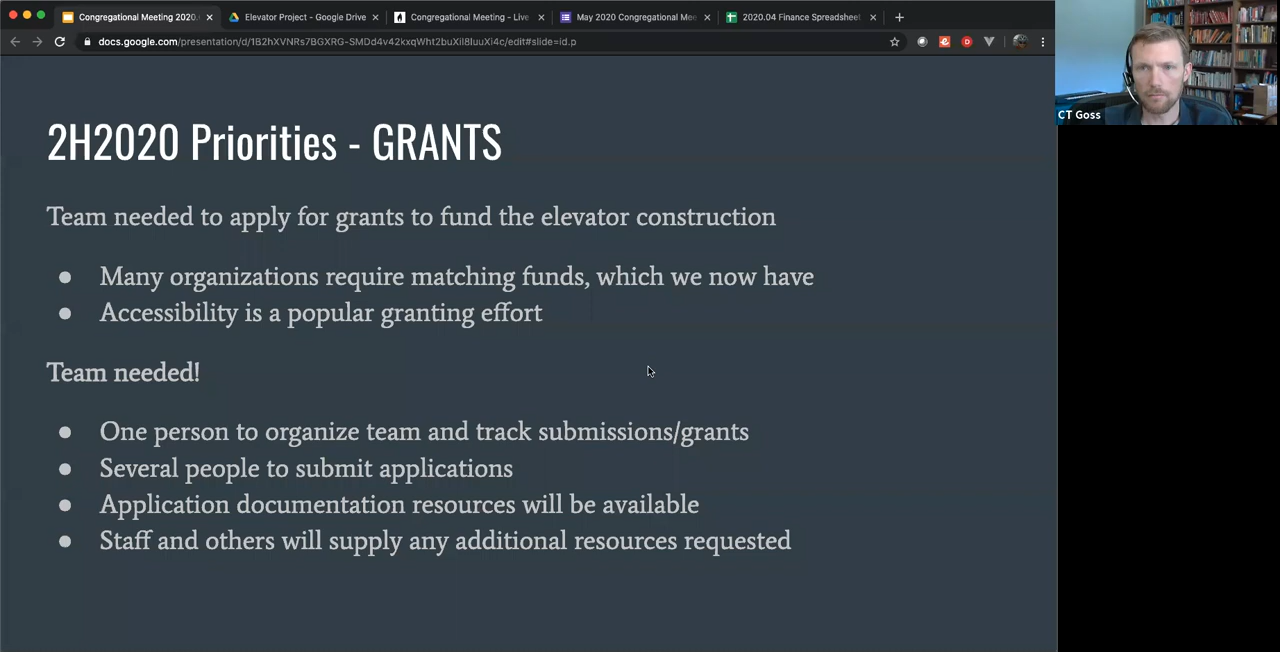 Congregational Meeting 2020.
Elevator Project - Google Drive
Congregational Meeting - Live
May 2020 Congregational Mee
2020.04 Finance Spreadsheet
docs.google.com/presentation/d/1B2hXVNRs7BGXRG-SMDd4v42kxqWht2buXil8luuXi4c/edit#slide=id.p
CT Goss
2H2020 Priorities - GRANTS
Team needed to apply for grants to fund the elevator construction
● Many organizations require matching funds, which we now have
● Accessibility is a popular granting effort
Team needed!
● One person to organize team and track submissions/grants
● Several people to submit applications
● Application documentation resources will be available
● Staff and others will supply any additional resources requested